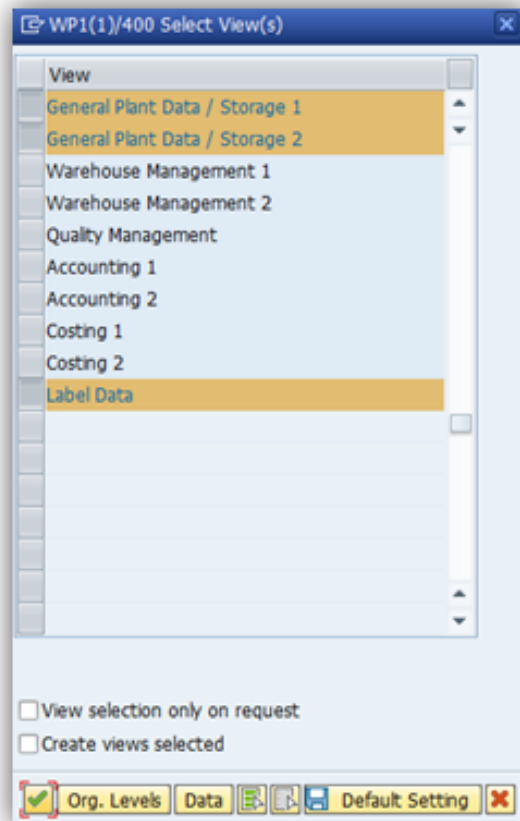 WP1(1)/400 Select View(s)
View
General Plant Data / Storage 1
General Plant Data / Storage 2
Warehouse Management 1
Warehouse Management 2
Quality Management
Accounting 1
Accounting 2
Costing 1
Costing 2
Label Data
View selection only on request
Create views selected
Org. Levels Data Default Setting